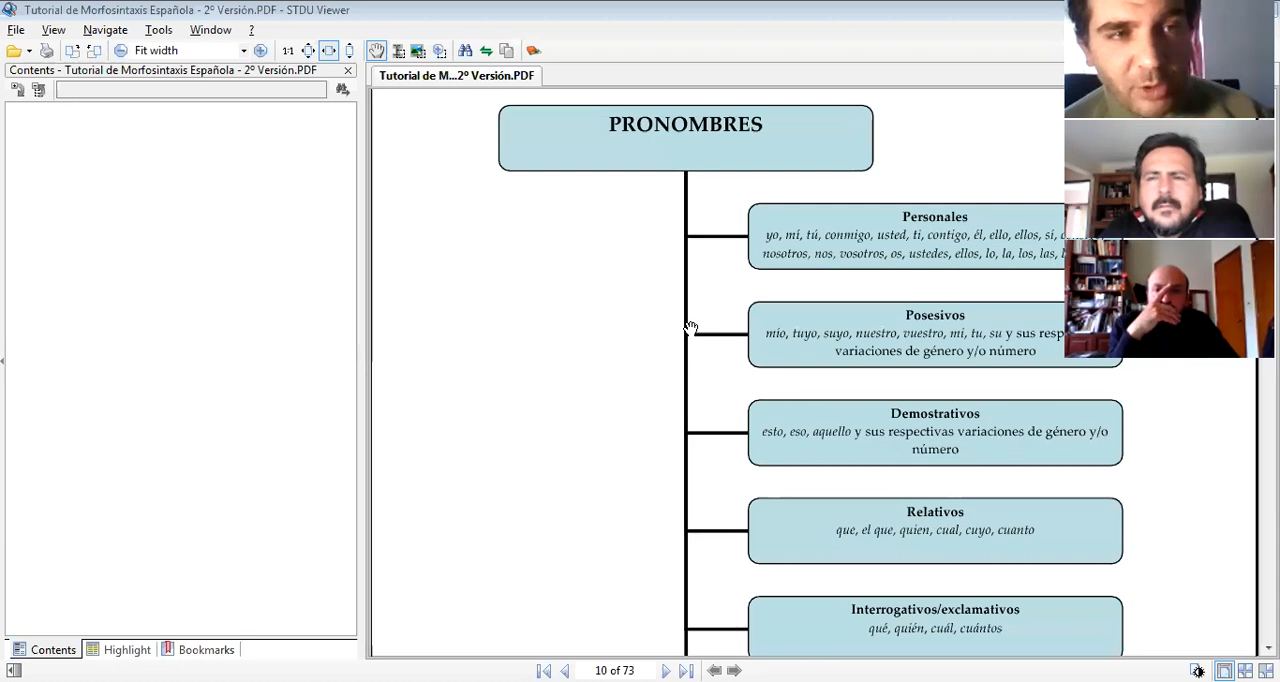 Tutorial de Morfosintaxis Española - 2º Versión.PDF - STDU Viewer
File View Navigate Tools Window ?
Fit width 1:1
Contents - Tutorial de Morfosintaxis Española - 2º Versión.PDF
Tutorial de M...2º Versión.PDF
PRONOMBRES
Personales
yo, mí, tú, conmigo, usted, ti, contigo, él, ello, ellos, sí,
nosotros, nos, vosotros, os, ustedes, ellos, lo, la, los, las,
Posesivos
mío, tuyo, suyo, nuestro, vuestro, mi, tu, su y sus
variaciones de género y/o número
Demostrativos
esto, eso, aquello y sus respectivas variaciones de género y/o
número
Relativos
que, el que, quien, cual, cuyo, cuanto
Interrogativos/exclamativos
qué, quién, cuál, cuántos
Contents Highlight Bookmarks
10 of 73